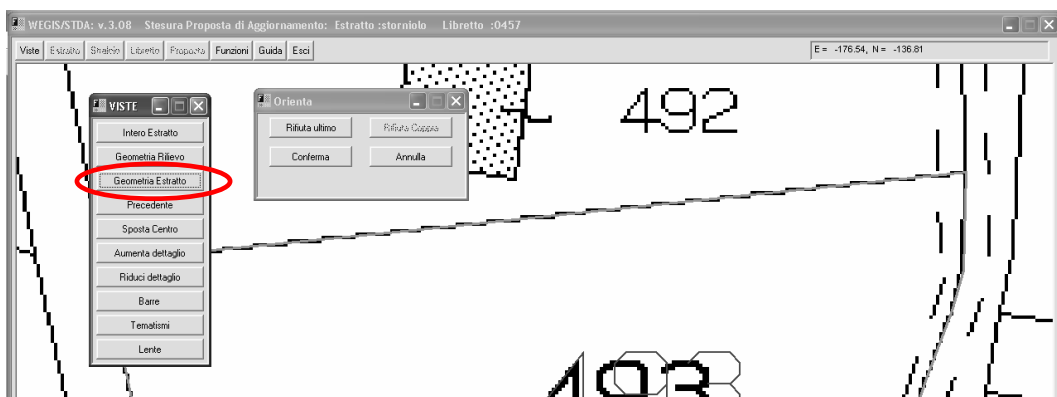 WEGIS/STDA: v.3.08 Stesura Proposta di Aggiornamento: Estratto :storniolo Libretto :0457
Viste Estratto Stralcio Libretto Proposta Funzioni Guida Esci
E = -176.54, N = -136.81
VISTE
Intero Estratto
Geometria Rilievo
Geometria Estratto
Precedente
Sposta Centro
Aumenta dettaglio
Riduci dettaglio
Barre
Tematismi
Lente
Orienta
Rifiuta ultimo Rifiuta Coppia
Conferma Annulla
492
493